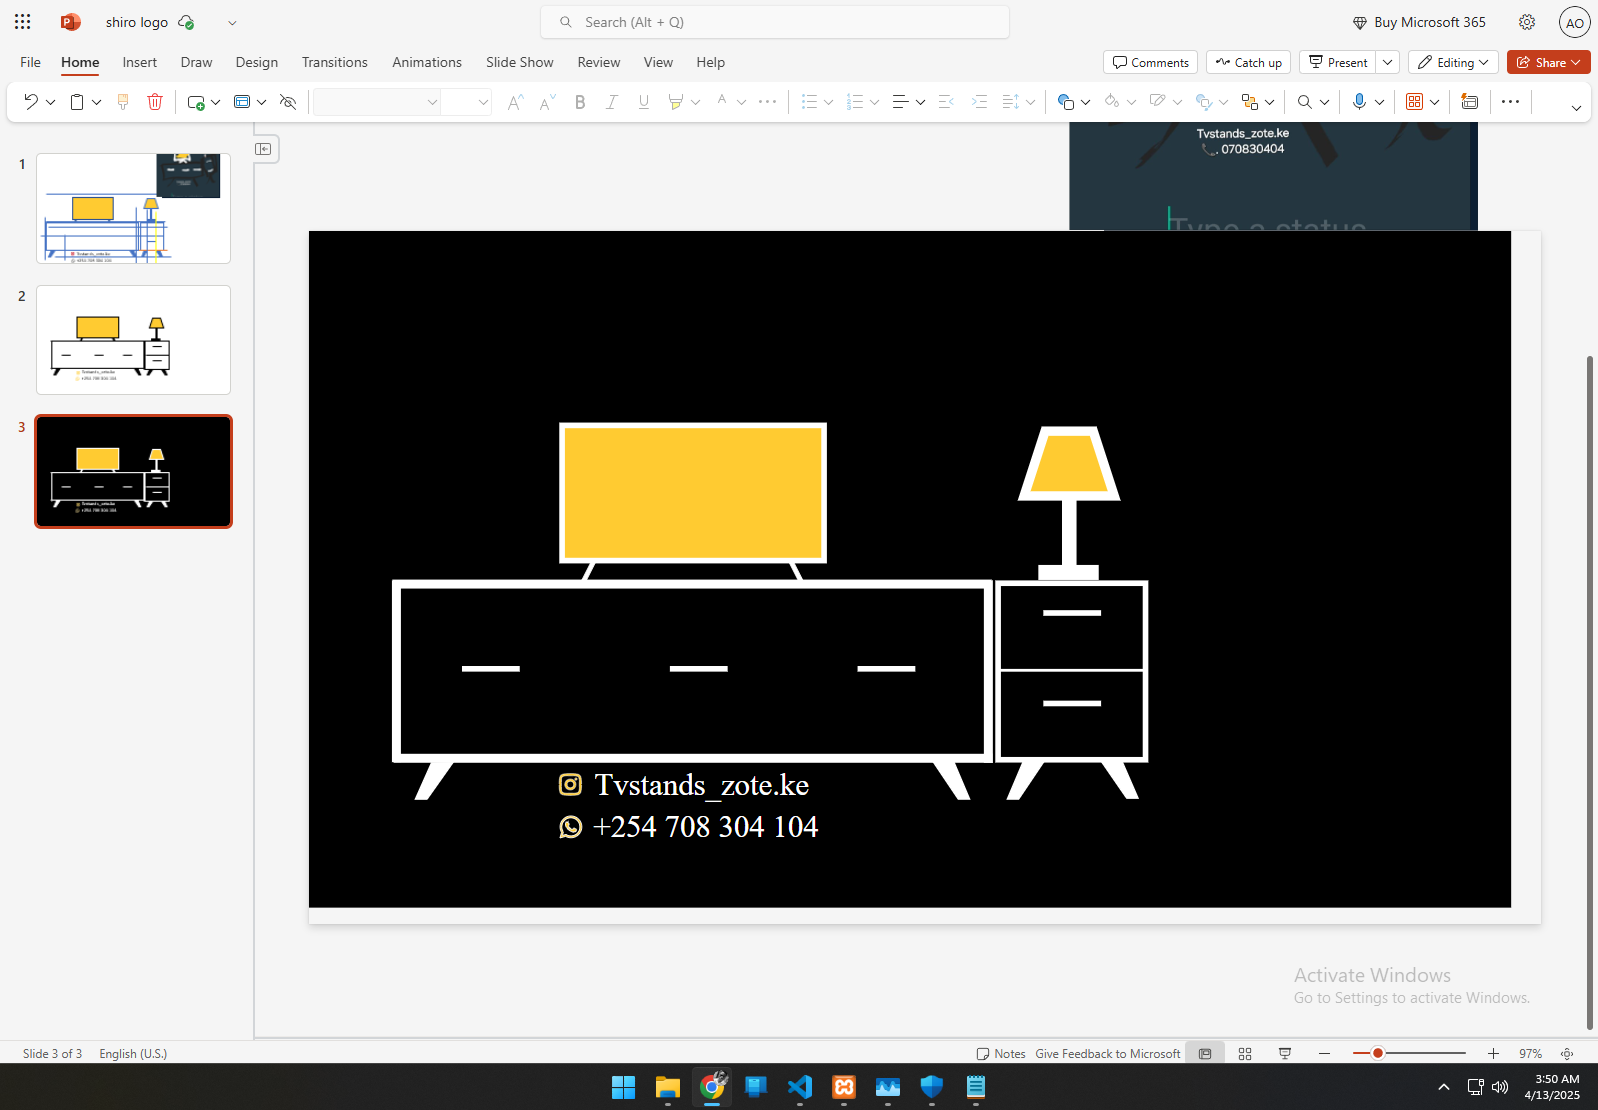 shiro logo
Search (Alt + Q)
Buy Microsoft 365
AO
File Home Insert Draw Design Transitions Animations Slide Show Review View Help
Comments Catch up Present Editing Share
1
Tvstands_zote.ke
📞. 070830404
Type a status
2
3
Tvstands_zote.ke
+254 708 304 104
Activate Windows
Go to Settings to activate Windows.
Slide 3 of 3 English (U.S.) Notes Give Feedback to Microsoft 97%
3:50 AM
4/13/2025